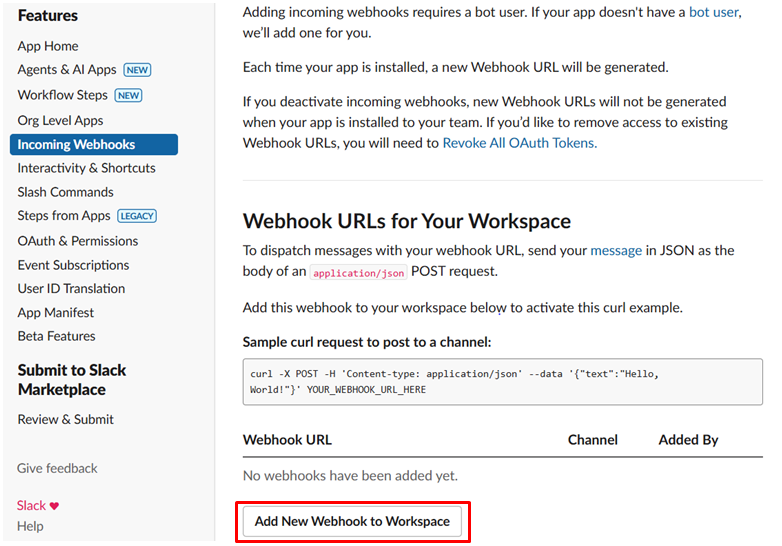 Features
App Home
Agents & AI Apps NEW
Workflow Steps NEW
Org Level Apps
Incoming Webhooks
Interactivity & Shortcuts
Slash Commands
Steps from Apps LEGACY
OAuth & Permissions
Event Subscriptions
User ID Translation
App Manifest
Beta Features
Submit to Slack
Marketplace
Review & Submit
Give feedback
Slack ♥
Help
Adding incoming webhooks requires a bot user. If your app doesn't have a bot user,
we'll add one for you.
Each time your app is installed, a new Webhook URL will be generated.
If you deactivate incoming webhooks, new Webhook URLs will not be generated
when your app is installed to your team. If you'd like to remove access to existing
Webhook URLs, you will need to Revoke All OAuth Tokens.
Webhook URLs for Your Workspace
To dispatch messages with your webhook URL, send your message in JSON as the
body of an application/json POST request.
Add this webhook to your workspace below to activate this curl example.
Sample curl request to post to a channel:
curl -X POST -H 'Content-type: application/json' --data '{"text":"Hello,
World!"}' YOUR_WEBHOOK_URL_HERE
Webhook URL Channel Added By
No webhooks have been added yet.
Add New Webhook to Workspace